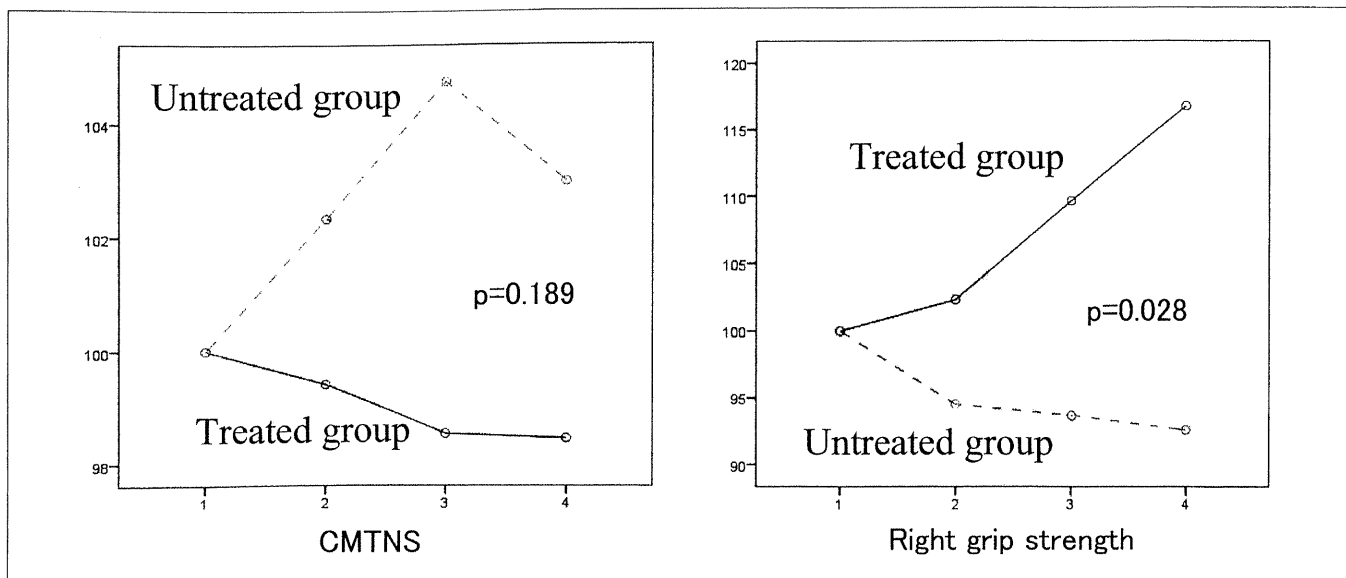 Untreated group
104
102
p=0.189
100
Treated group
98
1 2 3 4
CMTNS
120
115
Treated group
110
105
p=0.028
100
95
Untreated group
90
1 2 3 4
Right grip strength